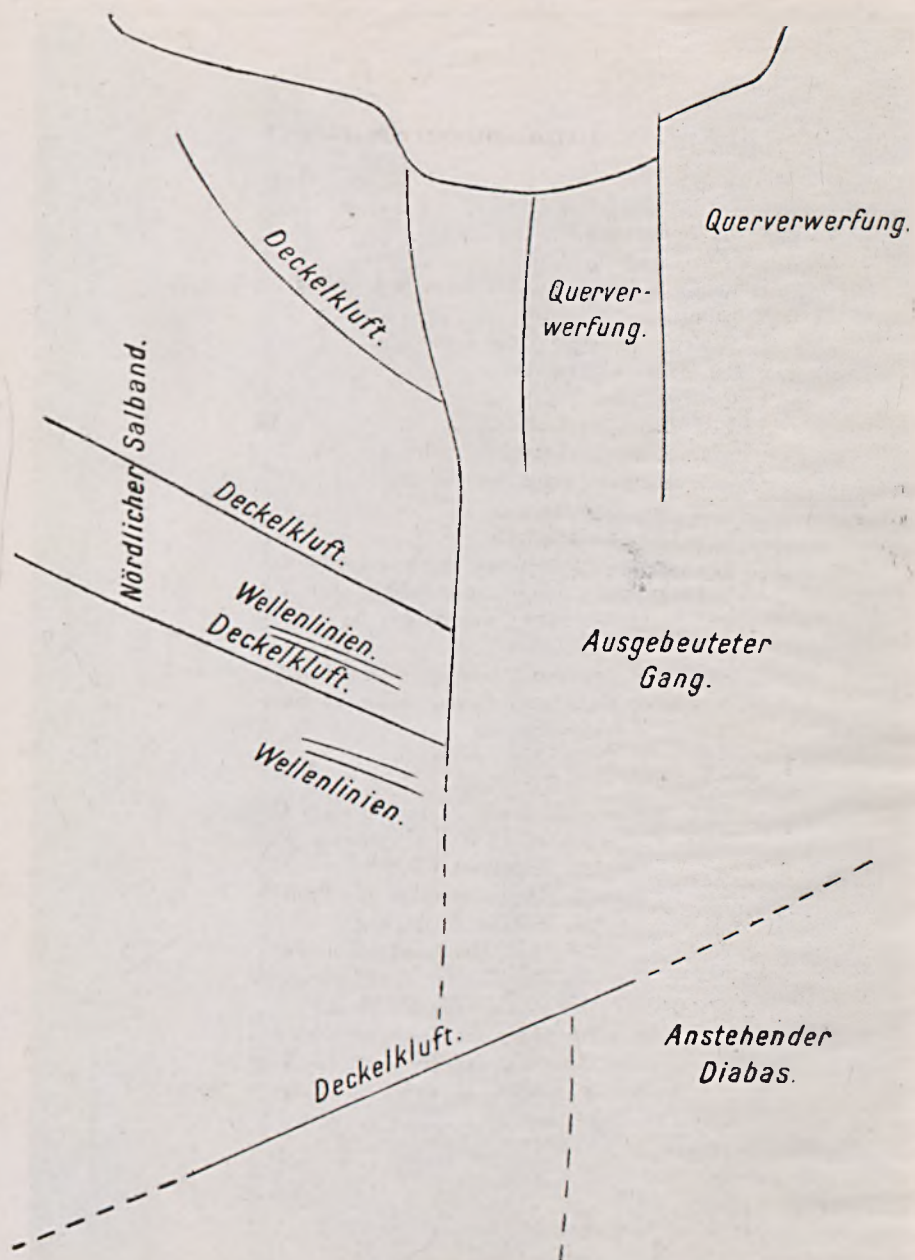 Querverwerfung.
Deckelkluft.
Querver-
werfung.
Nördlicher Salband.
Deckelkluft.
Wellenlinien.
Deckelkluft.
Ausgebeuteter
Gang.
Wellenlinien.
Deckelkluft.
Anstehender
Diabas.